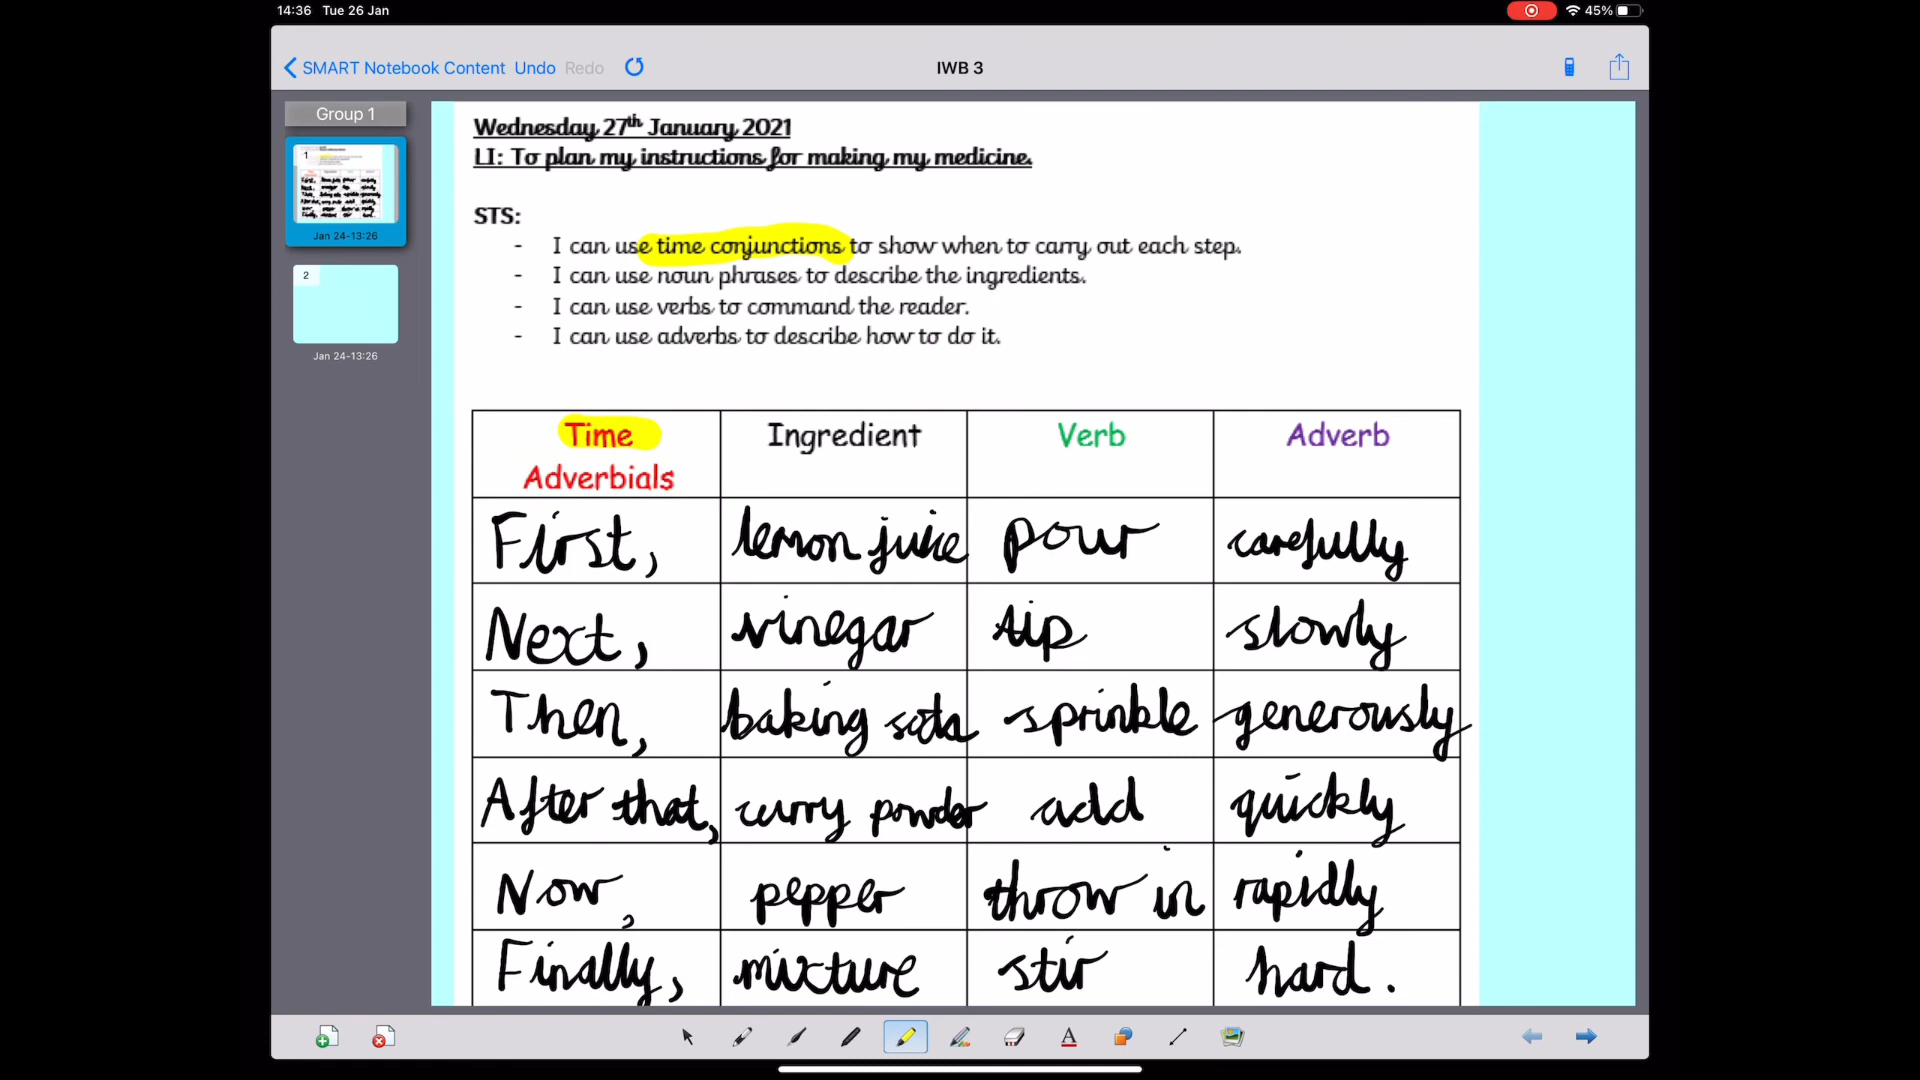 14:36 Tue 26 Jan
45%
SMART Notebook Content Undo Redo
IWB 3
Group 1
1
Jan 24-13:26
2
Jan 24-13:26
Wednesday 27th January 2021
LI: To plan my instructions for making my medicine.
STS:
- I can use time conjunctions to show when to carry out each step.
- I can use noun phrases to describe the ingredients.
- I can use verbs to command the reader.
- I can use adverbs to describe how to do it.
Time Adverbials Ingredient Verb Adverb
First, lemon juice pour carefully
Next, vinegar tip slowly
Then, baking soda sprinkle generously
After that, curry powder add quickly
Now, pepper throw in rapidly
Finally, mixture stir hard.